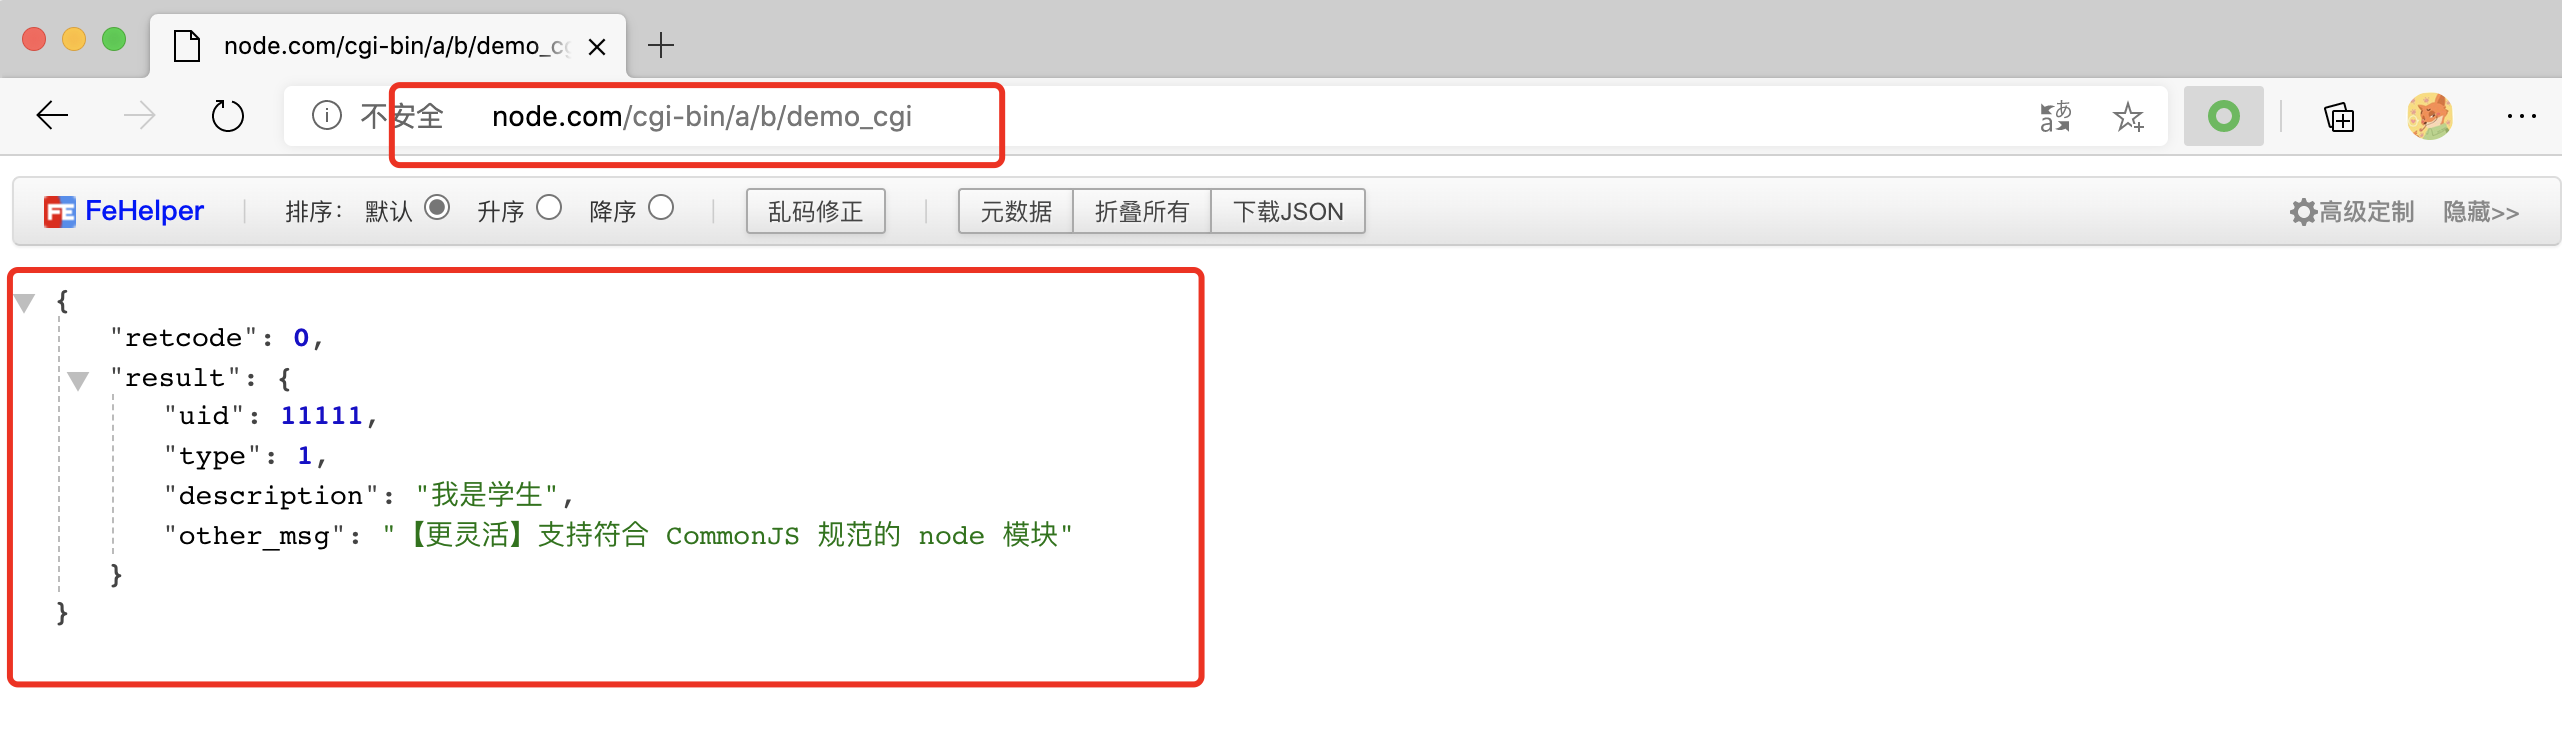 node.com/cgi-bin/a/b/demo_cg
不安全 node.com/cgi-bin/a/b/demo_cgi
FeHelper 排序: 默认 升序 降序 乱码修正 元数据 折叠所有 下载JSON 高级定制 隐藏>>
{
"retcode": 0,
"result": {
"uid": 11111,
"type": 1,
"description": "我是学生",
"other_msg": "【更灵活】支持符合 CommonJS 规范的 node 模块"
}
}